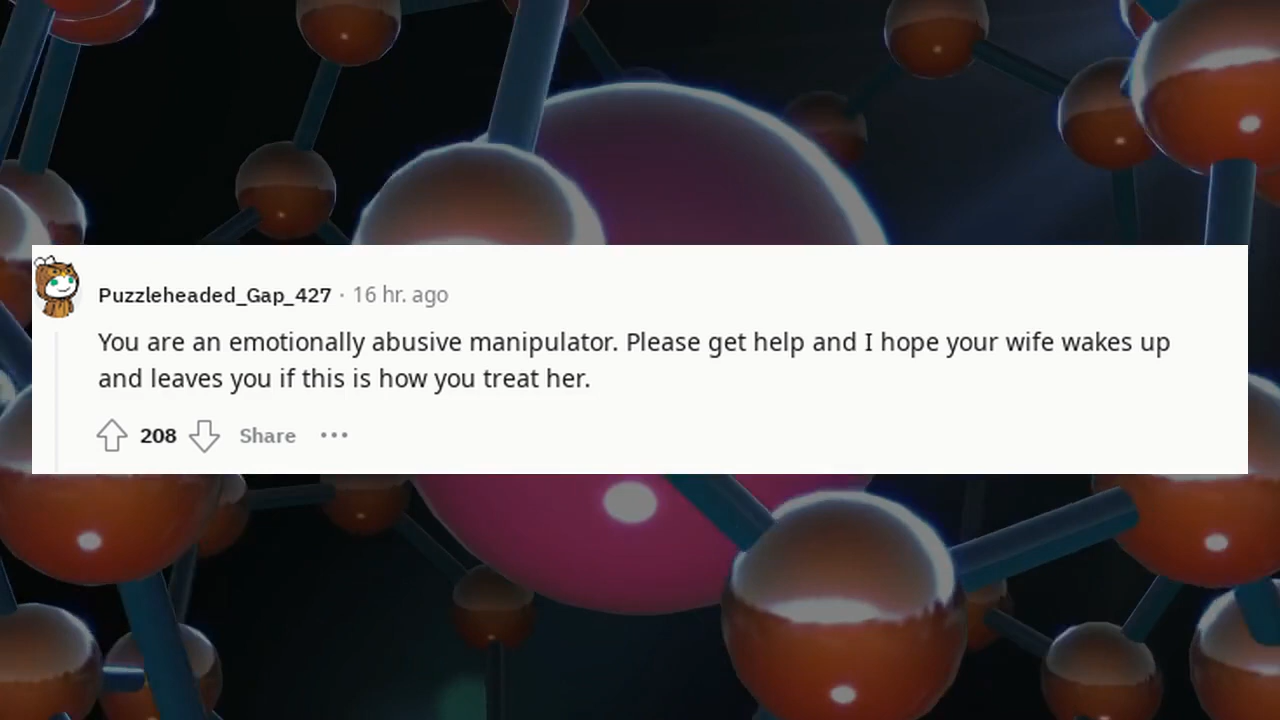 Puzzleheaded_Gap_427 · 16 hr. ago
You are an emotionally abusive manipulator. Please get help and I hope your wife wakes up
and leaves you if this is how you treat her.
208 Share ···